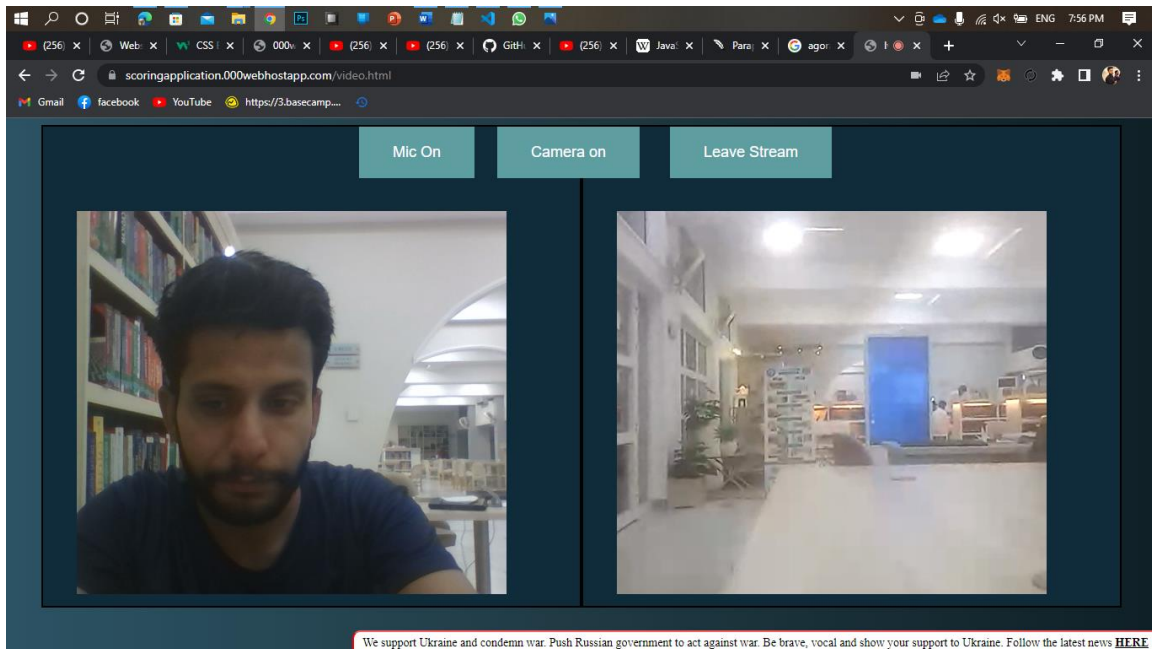 ENG 7:56 PM
(256) Web: CSS ( 000w (256) (256) GitH (256) Java Para agor
scoringapplication.000webhostapp.com/video.html
Gmail facebook YouTube https://3.basecamp....
Mic On Camera on Leave Stream
We support Ukraine and condemn war. Push Russian government to act against war. Be brave, vocal and show your support to Ukraine. Follow the latest news HERE